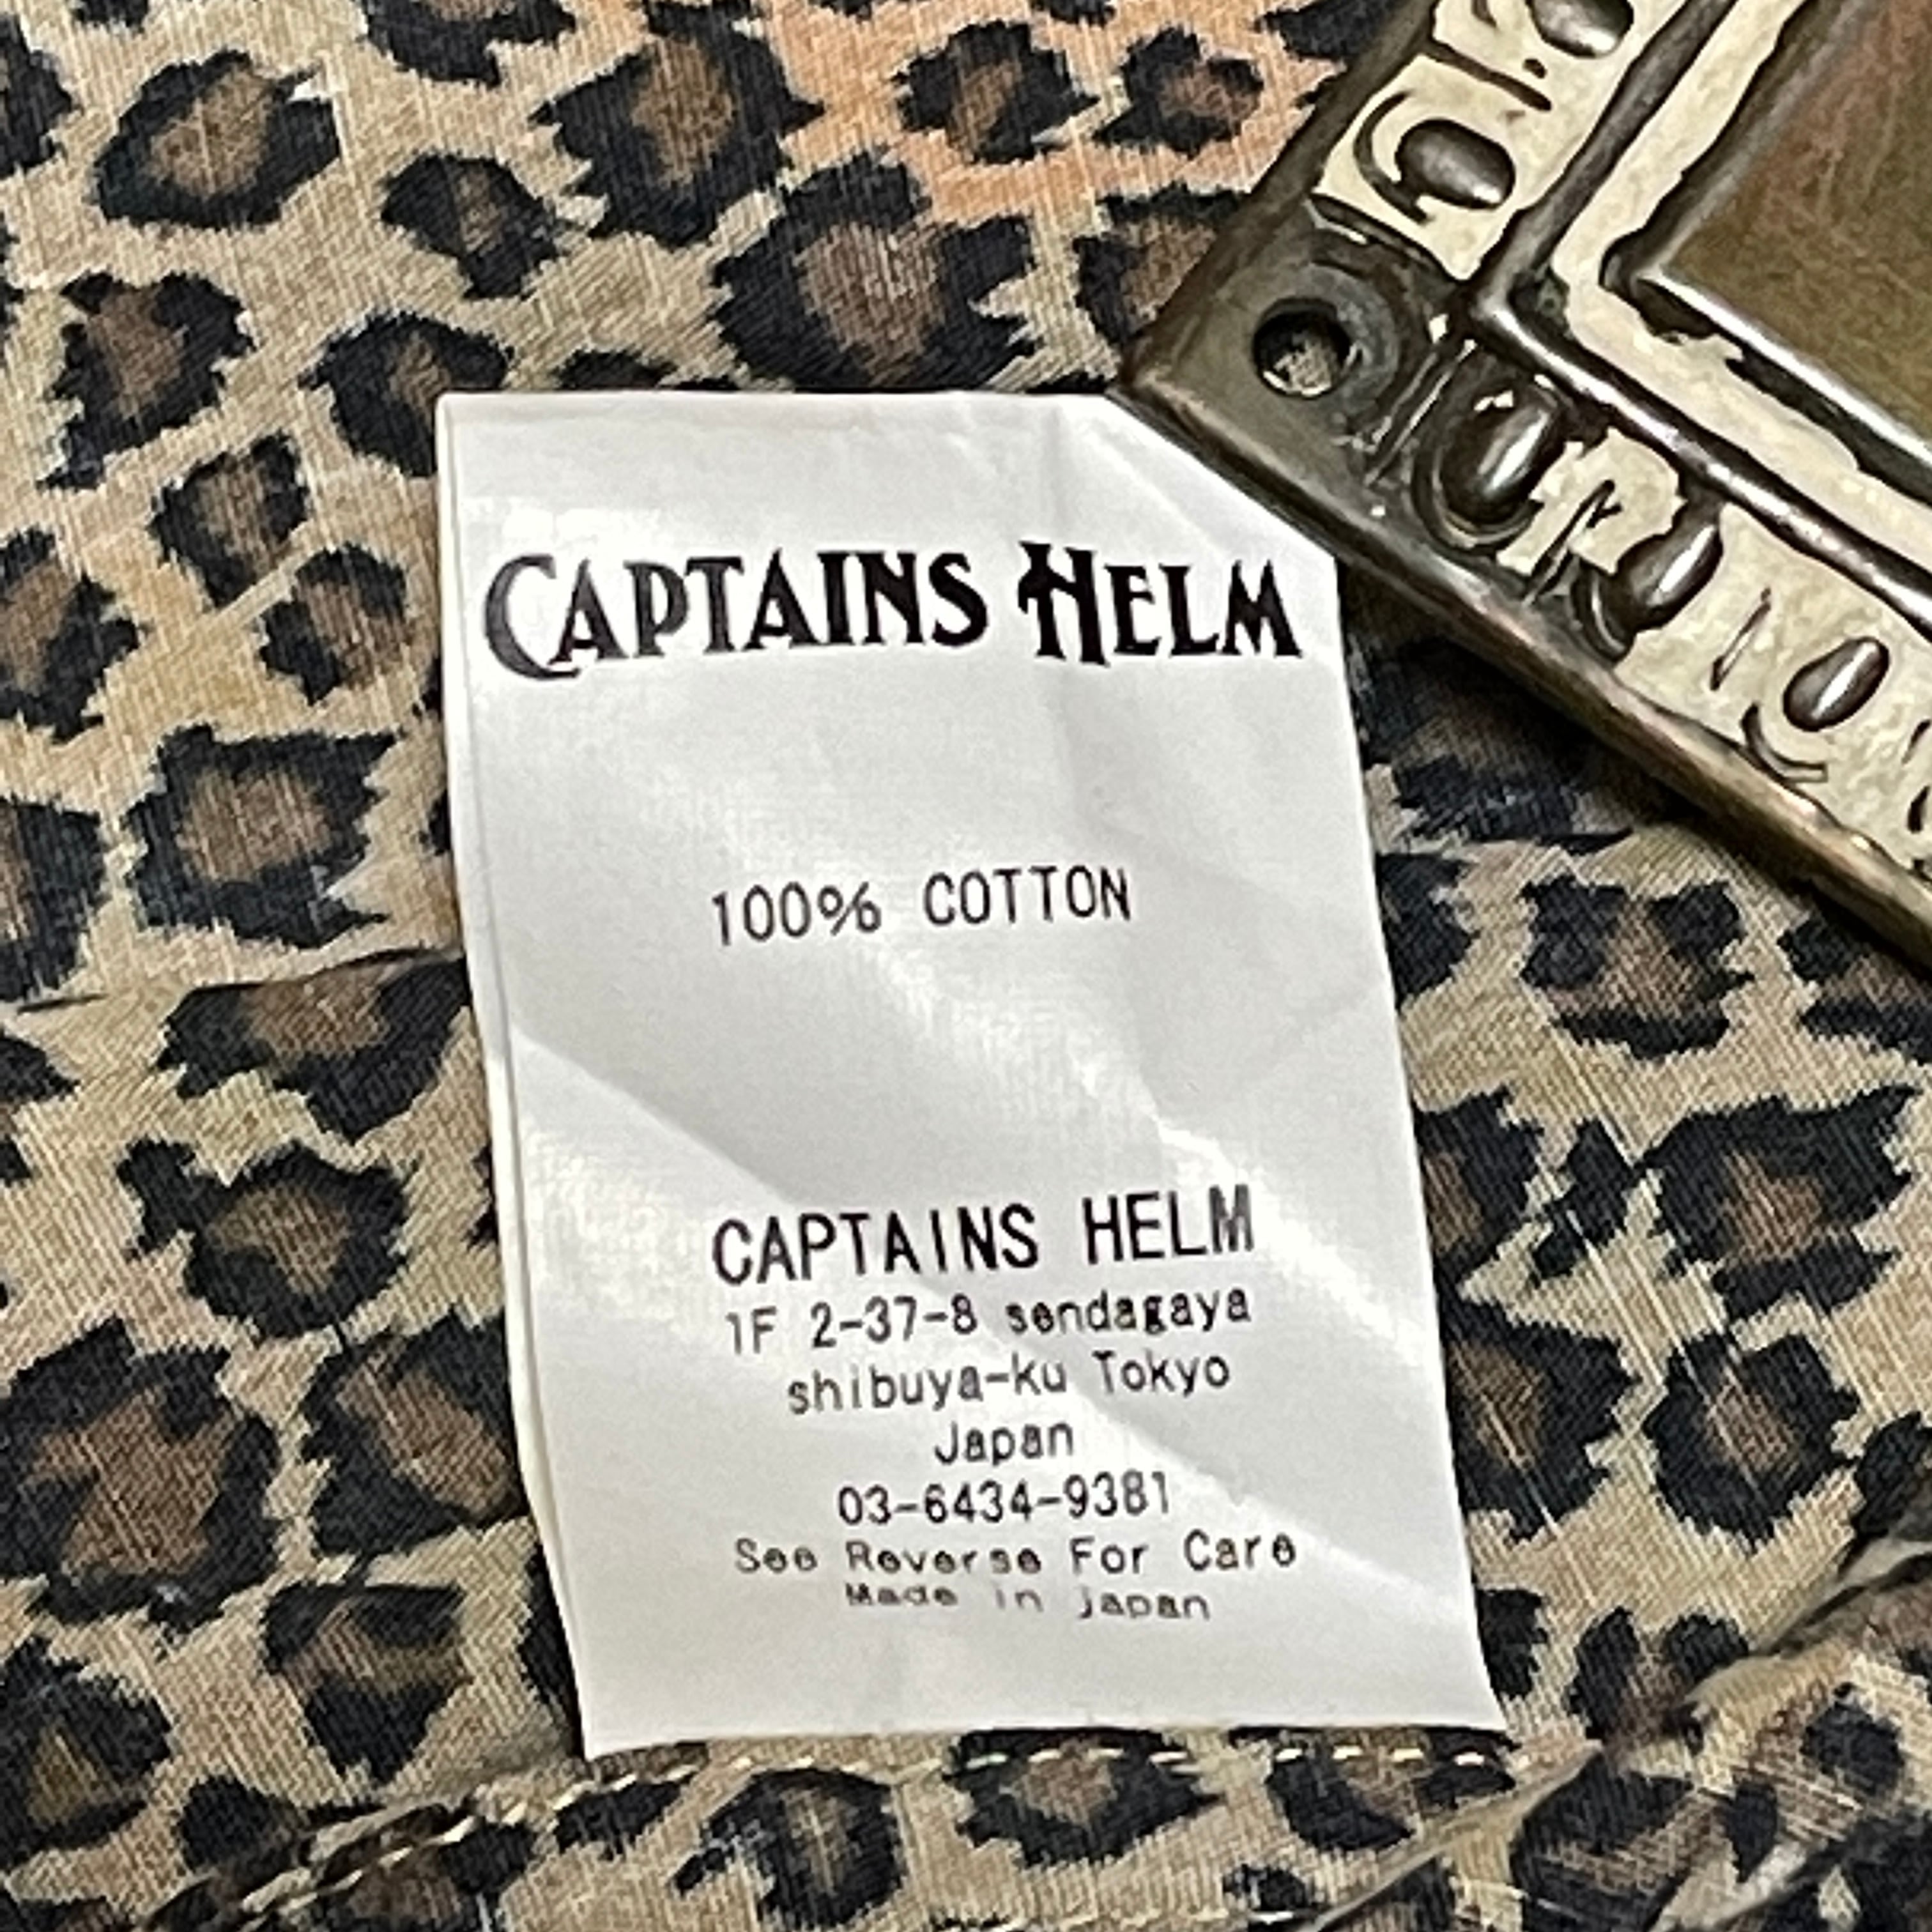 CAPTAINS HELM
100% COTTON
CAPTAINS HELM
1F 2-37-8 sendagaya
shibuya-ku Tokyo
Japan
03-6434-9381
See Reverse For Care
Made in japan